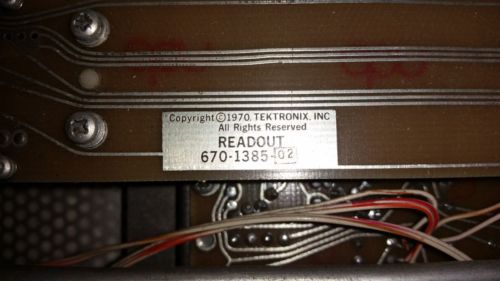 Copyright©1970, TEKTRONIX, INC
All Rights Reserved
READOUT
670-1385-02